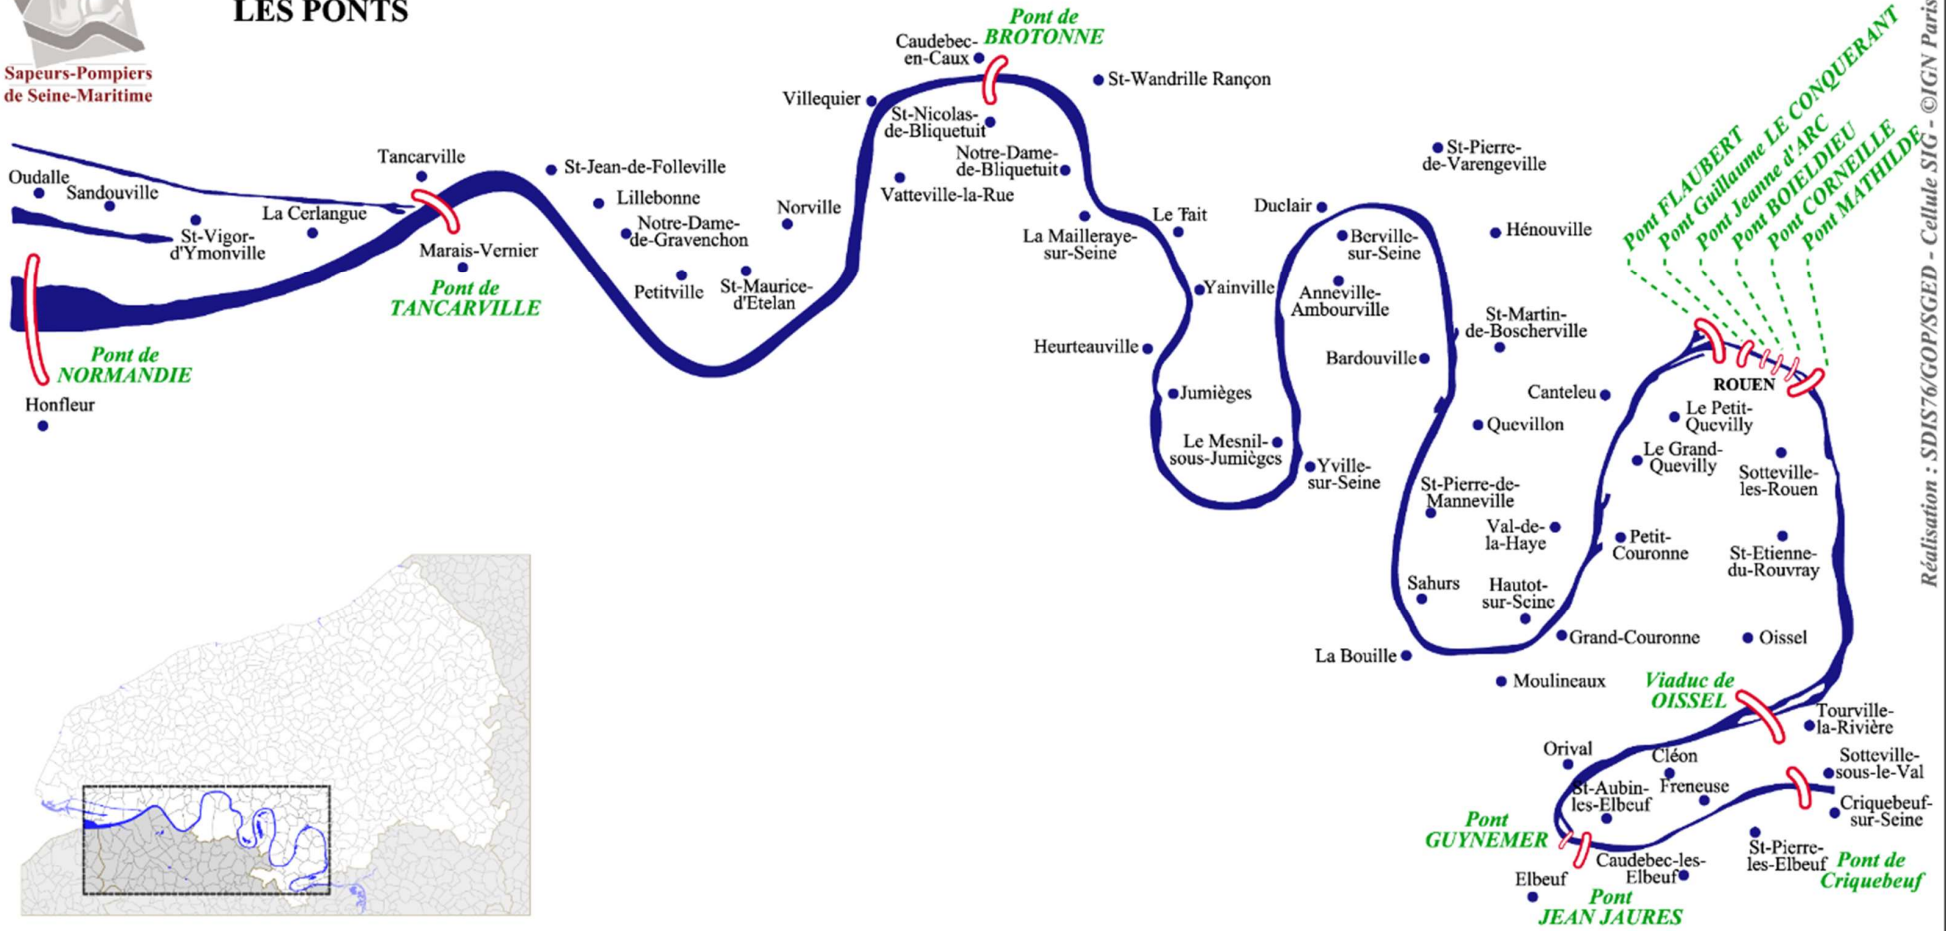 LES PONTS
Sapeurs-Pompiers
de Seine-Maritime
Oudalle
Sandouville
St-Vigor-
d'Ymonville
La Cerlangue
Tancarville
Marais-Vernier
Pont de
TANCARVILLE
Pont de
NORMANDIE
Honfleur
St-Jean-de-Folleville
Lillebonne
Notre-Dame-
de-Gravenchon
Petitville
St-Maurice-
d'Etelan
Norville
Villequier
Caudebec-
en-Caux
Pont de
BROTONNE
St-Wandrille Rançon
St-Nicolas-
de-Bliquetuit
Notre-Dame-
de-Bliquetuit
Vatteville-la-Rue
La Mailleraye-
sur-Seine
Le Tait
Yainville
Heurteauville
Jumièges
Le Mesnil-
sous-Jumièges
Yville-
sur-Seine
Duclair
Berville-
sur-Seine
Anneville-
Ambourville
Bardouville
St-Pierre-
de-Varengeville
Hénouville
St-Martin-
de-Boscherville
Canteleu
Quevillon
St-Pierre-de-
Manneville
Val-de-
la-Haye
Sahurs
Hautot-
sur-Seine
La Bouille
Moulineaux
Grand-Couronne
Petit-
Couronne
Pont FLAUBERT
Pont Guillaume LE CONQUERANT
Pont Jeanne d'ARC
Pont BOIELDIEU
Pont CORNEILLE
Pont MATHILDE
ROUEN
Le Petit-
Quevilly
Le Grand-
Quevilly
Sotteville-
les-Rouen
St-Etienne-
du-Rouvray
Oissel
Viaduc de
OISSEL
Tourville-
la-Rivière
Orival
Cléon
Freneuse
St-Aubin-
les-Elbeuf
Sotteville-
sous-le-Val
Criquebeuf-
sur-Seine
Pont
GUYNEMER
Elbeuf
Caudebec-les-
Elbeuf
Pont
JEAN JAURES
St-Pierre-
les-Elbeuf
Pont de
Criquebeuf
Réalisation : SDIS76/GOP/SGED - Cellule SIG - ©IGN Paris